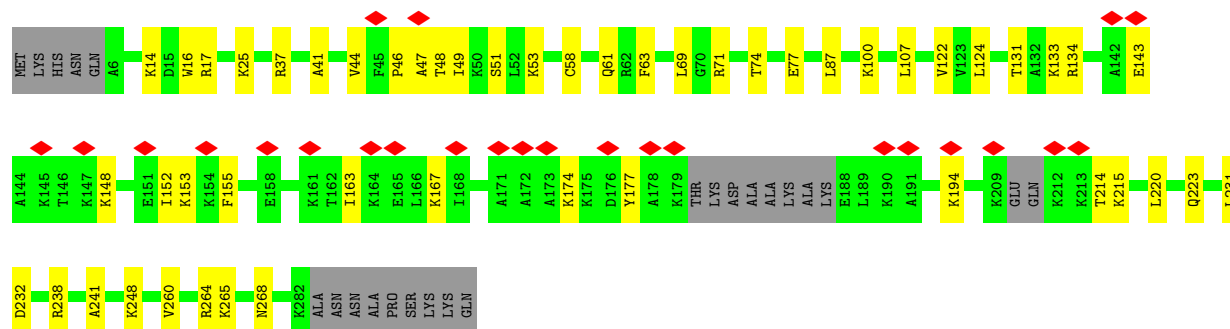 MET LYS HIS ASN GLN A6 K14 D15 W16 R17 K25 R37 A41 V44 F45 P46 A47 T48 I49 K50 S51 L52 K53 C58 Q61 R62 F63 L69 G70 R71 T74 E77 L87 K100 L107 V122 V123 L124 T131 A132 K133 R134 A142 E143
A144 K145 T146 K147 K148 E151 I152 K153 K154 F155 E158 K161 T162 I163 K164 E165 L166 K167 I168 A171 A172 A173 K174 K175 D176 Y177 A178 K179 THR LYS ASP ALA ALA LYS ALA LYS E188 L189 K190 A191 K194 K209 GLU GLN K212 K213 T214 K215 L220 Q223 L231
D232 R238 A241 K248 V260 R264 K265 N268 K282 ALA ASN ASN ALA PRO SER LYS LYS GLN